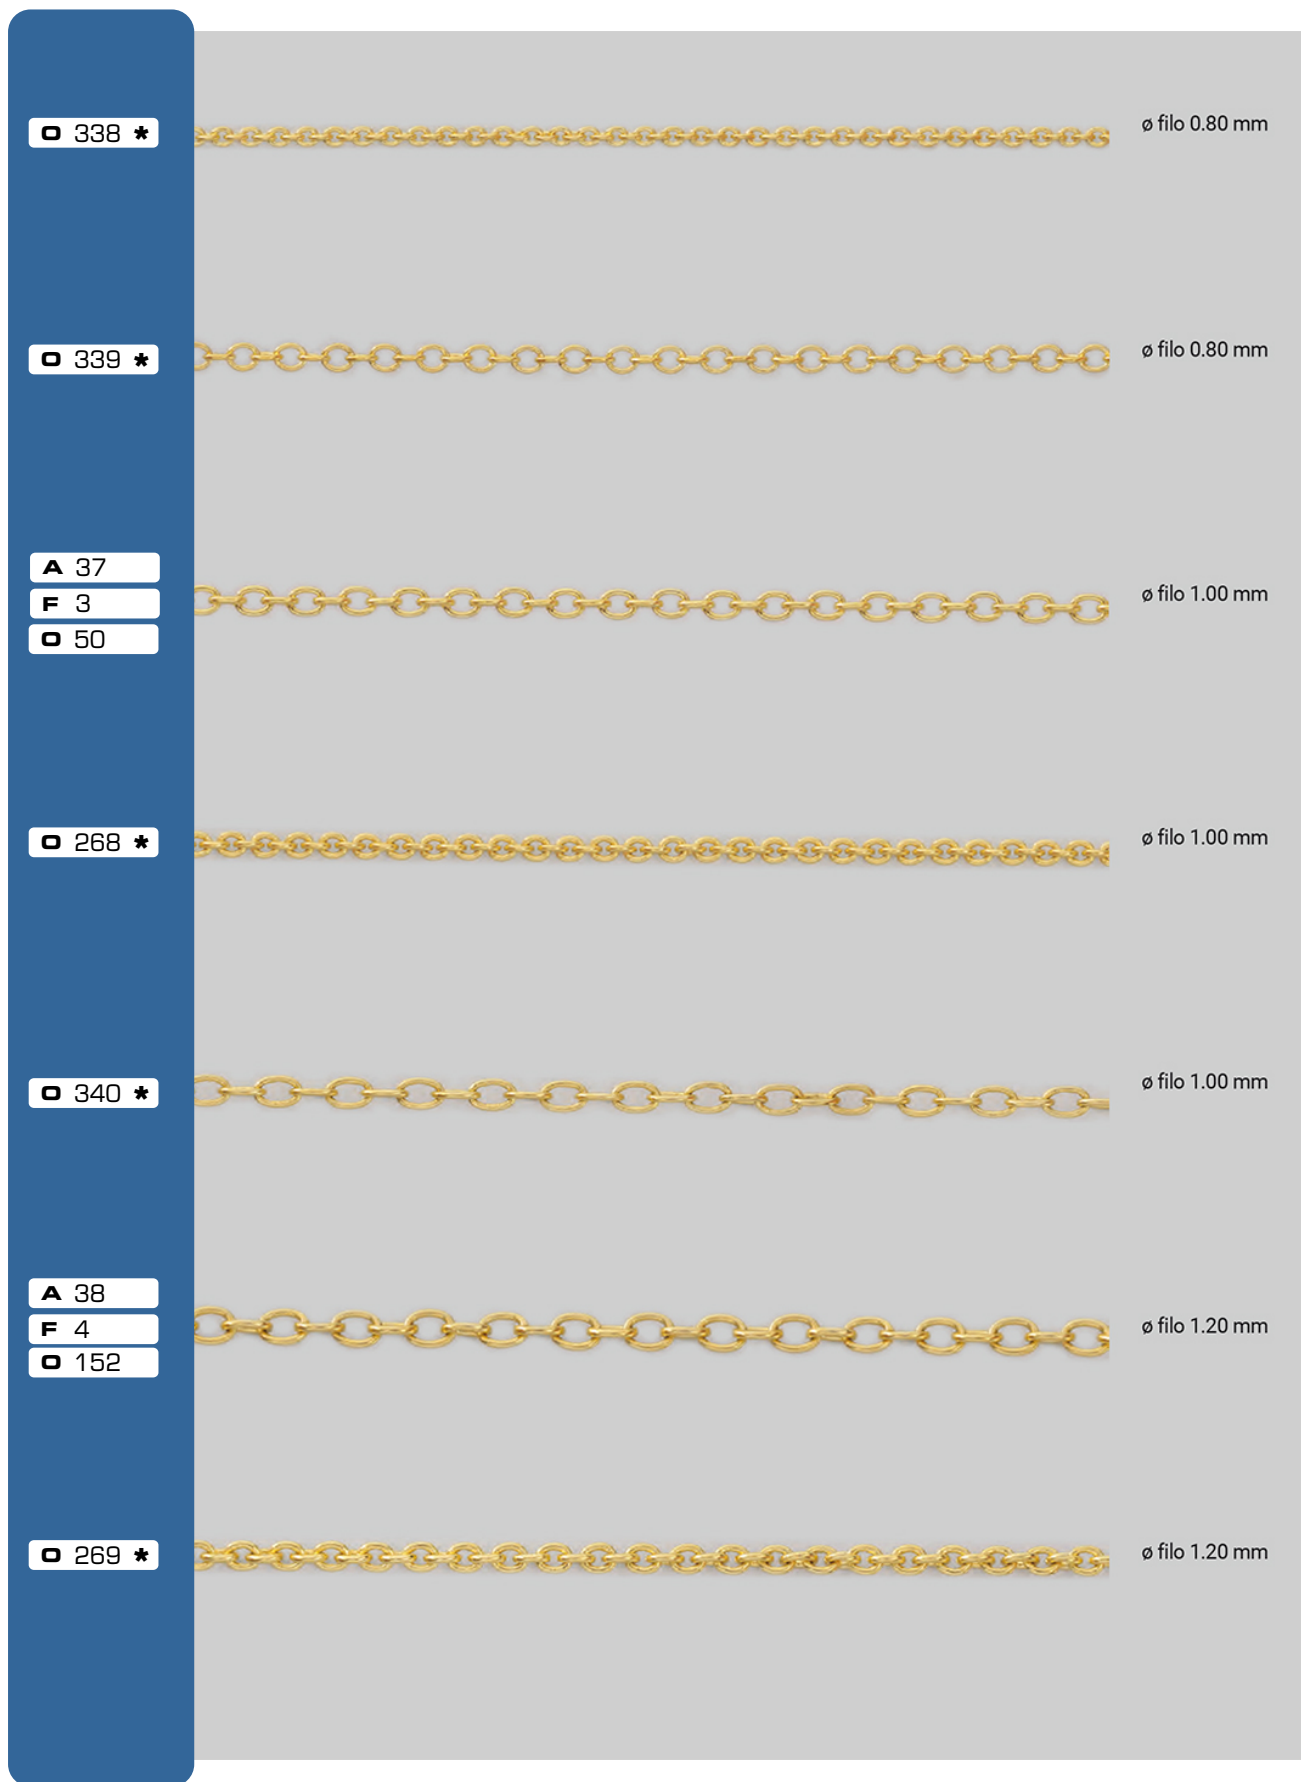 O 338 *
ø filo 0.80 mm
O 339 *
ø filo 0.80 mm
A 37
F 3
O 50
ø filo 1.00 mm
O 268 *
ø filo 1.00 mm
O 340 *
ø filo 1.00 mm
A 38
F 4
O 152
ø filo 1.20 mm
O 269 *
ø filo 1.20 mm